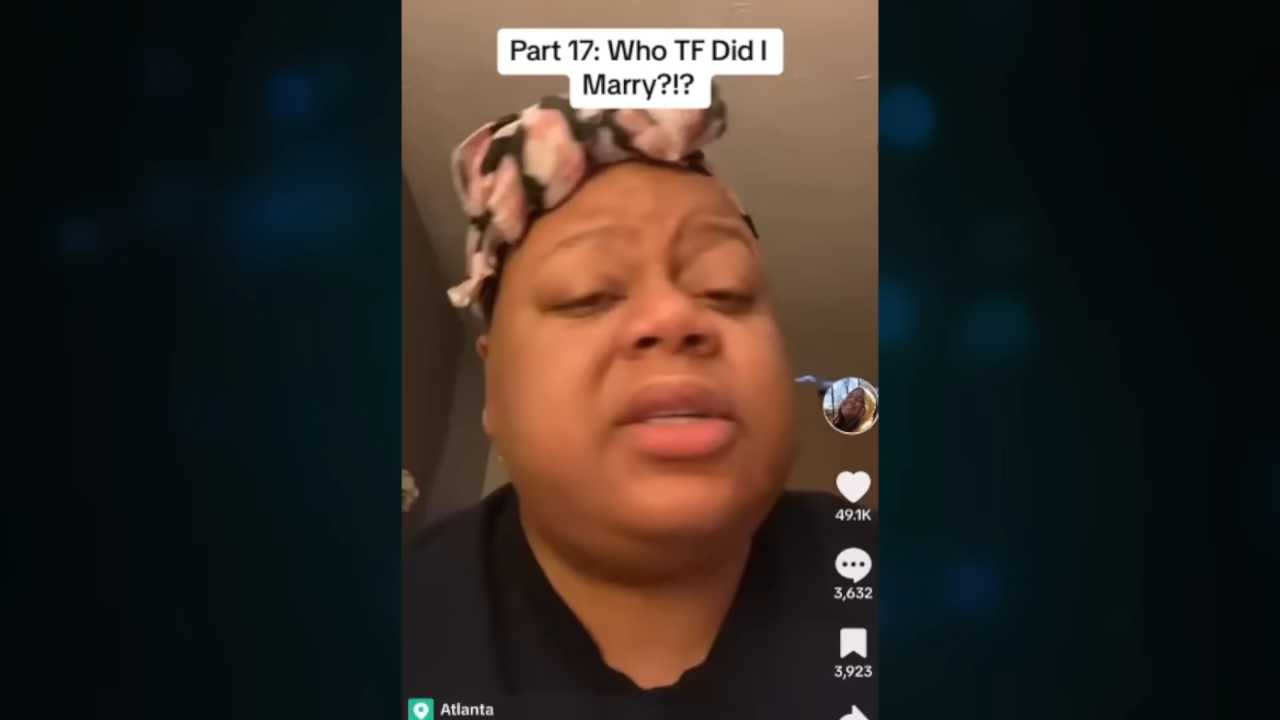 Part 17: Who TF Did I
Marry?!?
49.1K
3,632
3,923
Atlanta